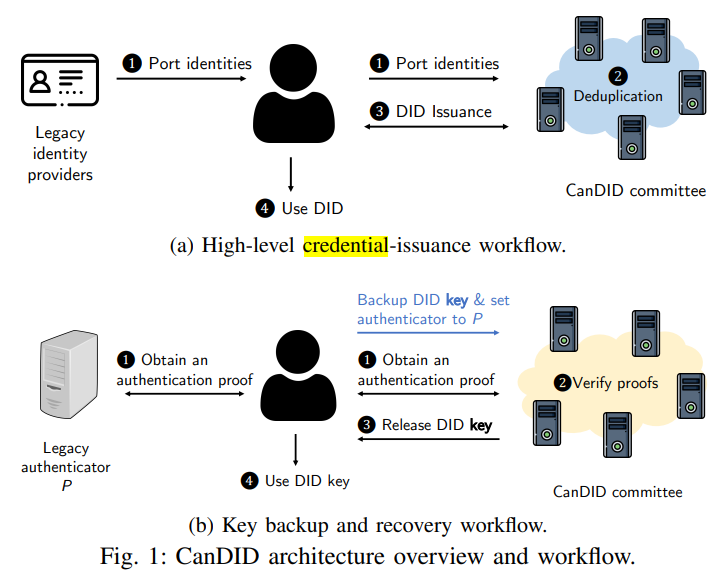 ❶ Port identities
❶ Port identities
❷
Deduplication
❸ DID Issuance
Legacy
identity
providers
❹ Use DID
CanDID committee
(a) High-level credential-issuance workflow.
Backup DID key & set
authenticator to P
❶ Obtain an
authentication proof
❶ Obtain an
authentication proof
❷ Verify proofs
❸ Release DID key
Legacy
authenticator
P
❹ Use DID key
CanDID committee
(b) Key backup and recovery workflow.
Fig. 1: CanDID architecture overview and workflow.